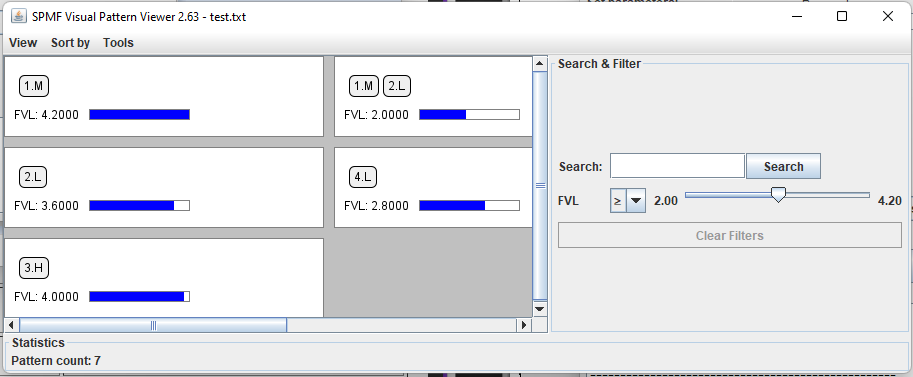 SPMF Visual Pattern Viewer 2.63 - test.txt
View Sort by Tools
1.M
FVL: 4.2000
1.M 2.L
FVL: 2.0000
2.L
FVL: 3.6000
4.L
FVL: 2.8000
3.H
FVL: 4.0000
Search & Filter
Search: Search
FVL ≥ 2.00 4.20
Clear Filters
Statistics
Pattern count: 7